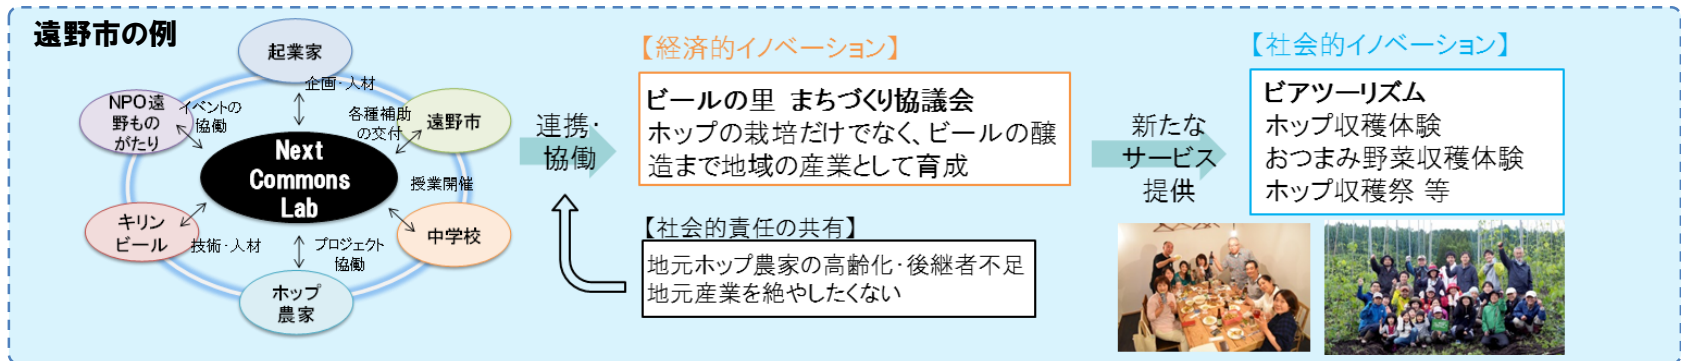 遠野市の例
起業家
企画・人材
NPO遠
野もの
がたり
イベントの
協働
各種補助
の交付
遠野市
Next
Commons
Lab
授業開催
キリン
ビール
技術・人材
プロジェクト
協働
中学校
ホップ
農家
連携・
協働
【経済的イノベーション】
ビールの里 まちづくり協議会
ホップの栽培だけでなく、ビールの醸
造まで地域の産業として育成
【社会的責任の共有】
地元ホップ農家の高齢化・後継者不足
地元産業を絶やしたくない
新たな
サービス
提供
【社会的イノベーション】
ビアツーリズム
ホップ収穫体験
おつまみ野菜収穫体験
ホップ収穫祭 等